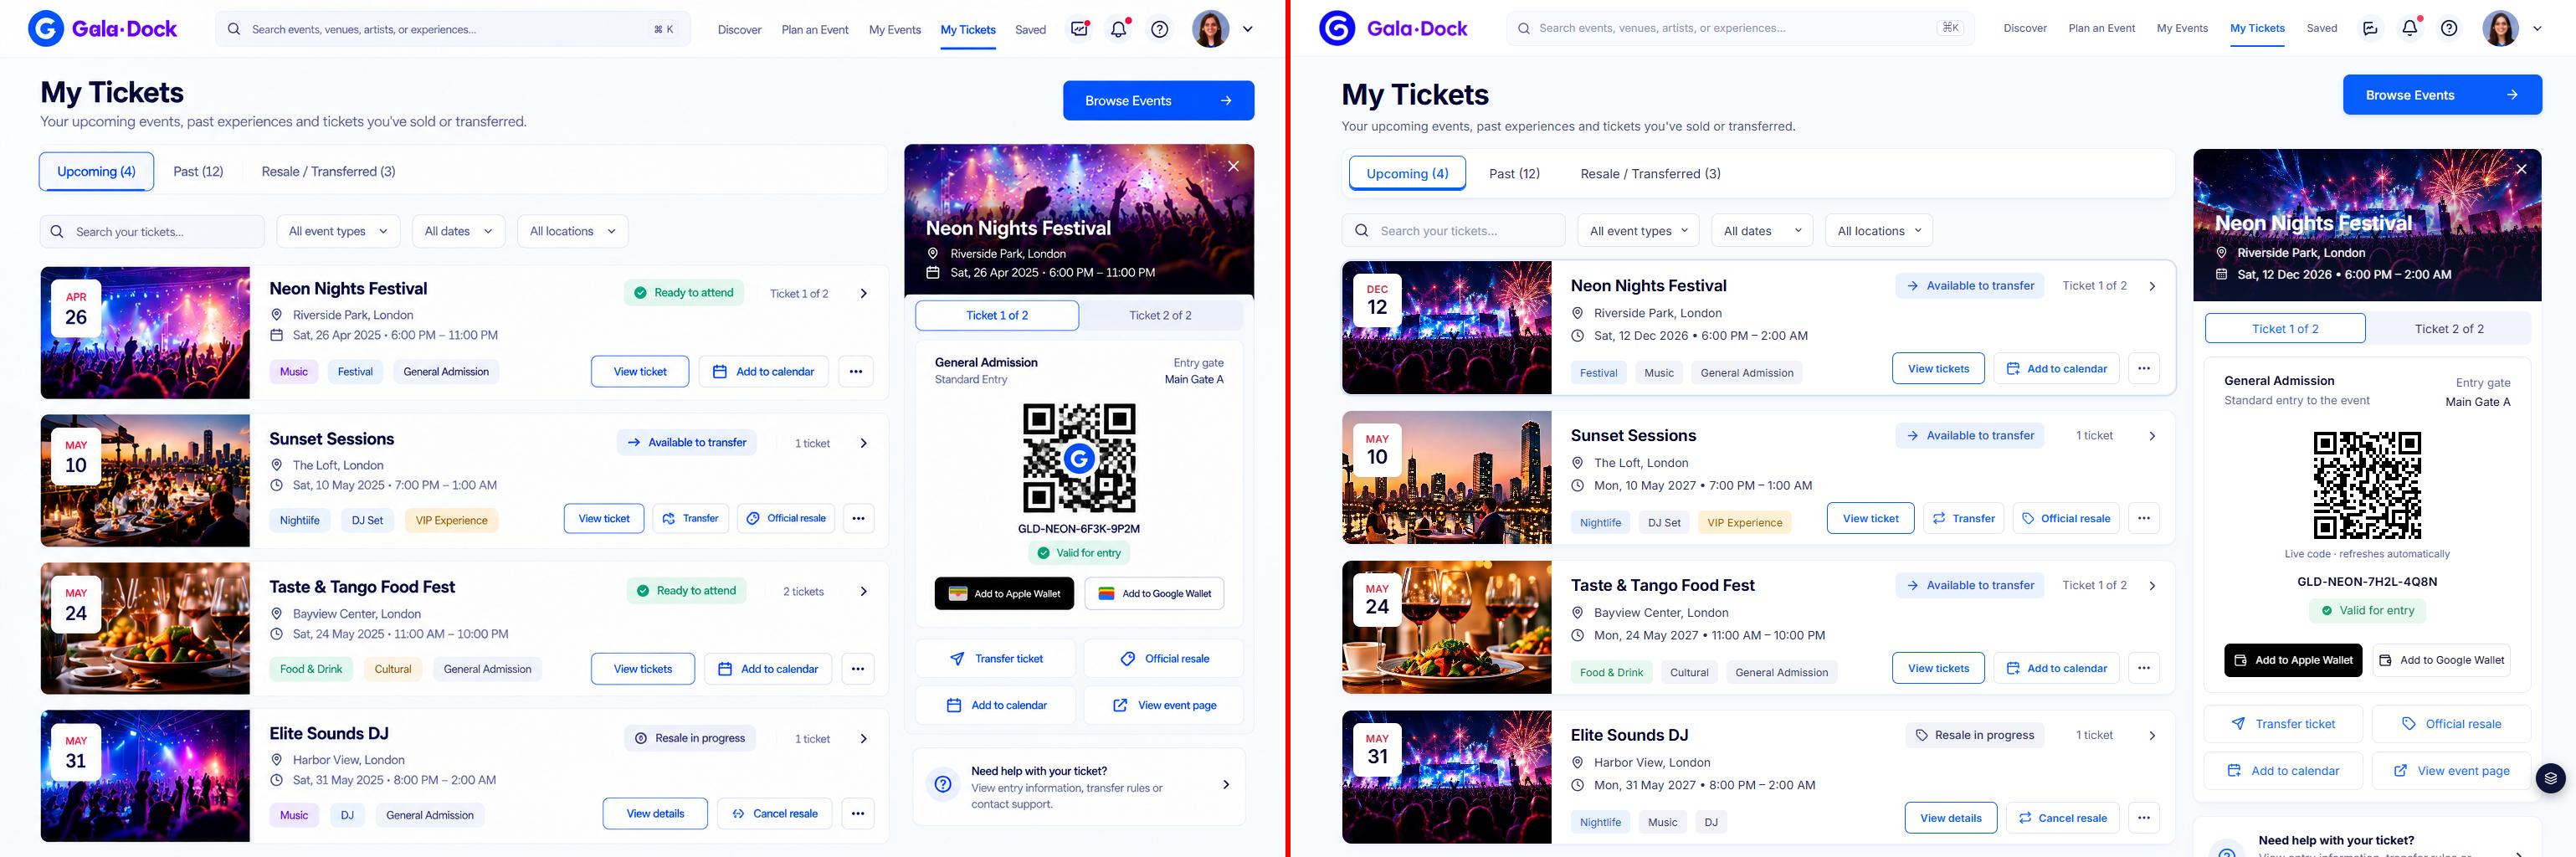 Gala·Dock
Search events, venues, artists, or experiences...
⌘ K
Discover
Plan an Event
My Events
My Tickets
Saved
My Tickets
Your upcoming events, past experiences and tickets you've sold or transferred.
Browse Events
Upcoming (4)
Past (12)
Resale / Transferred (3)
Search your tickets...
All event types
All dates
All locations
APR
26
Neon Nights Festival
Riverside Park, London
Sat, 26 Apr 2025 • 6:00 PM – 11:00 PM
Music
Festival
General Admission
Ready to attend
Ticket 1 of 2
View ticket
Add to calendar
MAY
10
Sunset Sessions
The Loft, London
Sat, 10 May 2025 • 7:00 PM – 1:00 AM
Nightlife
DJ Set
VIP Experience
Available to transfer
1 ticket
View ticket
Transfer
Official resale
MAY
24
Taste & Tango Food Fest
Bayview Center, London
Sat, 24 May 2025 • 11:00 AM – 10:00 PM
Food & Drink
Cultural
General Admission
Ready to attend
2 tickets
View tickets
Add to calendar
MAY
31
Elite Sounds DJ
Harbor View, London
Sat, 31 May 2025 • 8:00 PM – 2:00 AM
Music
DJ
General Admission
Resale in progress
1 ticket
View details
Cancel resale
Neon Nights Festival
Riverside Park, London
Sat, 26 Apr 2025 • 6:00 PM – 11:00 PM
Ticket 1 of 2
Ticket 2 of 2
General Admission
Standard Entry
Entry gate
Main Gate A
GLD-NEON-6F3K-9P2M
Valid for entry
Add to Apple Wallet
Add to Google Wallet
Transfer ticket
Official resale
Add to calendar
View event page
Need help with your ticket?
View entry information, transfer rules or
contact support.
Gala·Dock
Search events, venues, artists, or experiences...
⌘K
Discover
Plan an Event
My Events
My Tickets
Saved
My Tickets
Your upcoming events, past experiences and tickets you've sold or transferred.
Browse Events
Upcoming (4)
Past (12)
Resale / Transferred (3)
Search your tickets...
All event types
All dates
All locations
DEC
12
Neon Nights Festival
Riverside Park, London
Sat, 12 Dec 2026 • 6:00 PM – 2:00 AM
Festival
Music
General Admission
Available to transfer
Ticket 1 of 2
View tickets
Add to calendar
MAY
10
Sunset Sessions
The Loft, London
Mon, 10 May 2027 • 7:00 PM – 1:00 AM
Nightlife
DJ Set
VIP Experience
Available to transfer
1 ticket
View ticket
Transfer
Official resale
MAY
24
Taste & Tango Food Fest
Bayview Center, London
Mon, 24 May 2027 • 11:00 AM – 10:00 PM
Food & Drink
Cultural
General Admission
Available to transfer
Ticket 1 of 2
View tickets
Add to calendar
MAY
31
Elite Sounds DJ
Harbor View, London
Mon, 31 May 2027 • 8:00 PM – 2:00 AM
Nightlife
Music
DJ
Resale in progress
1 ticket
View details
Cancel resale
Neon Nights Festival
Riverside Park, London
Sat, 12 Dec 2026 • 6:00 PM – 2:00 AM
Ticket 1 of 2
Ticket 2 of 2
General Admission
Standard entry to the event
Entry gate
Main Gate A
Live code · refreshes automatically
GLD-NEON-7H2L-4Q8N
Valid for entry
Add to Apple Wallet
Add to Google Wallet
Transfer ticket
Official resale
Add to calendar
View event page
Need help with your ticket?